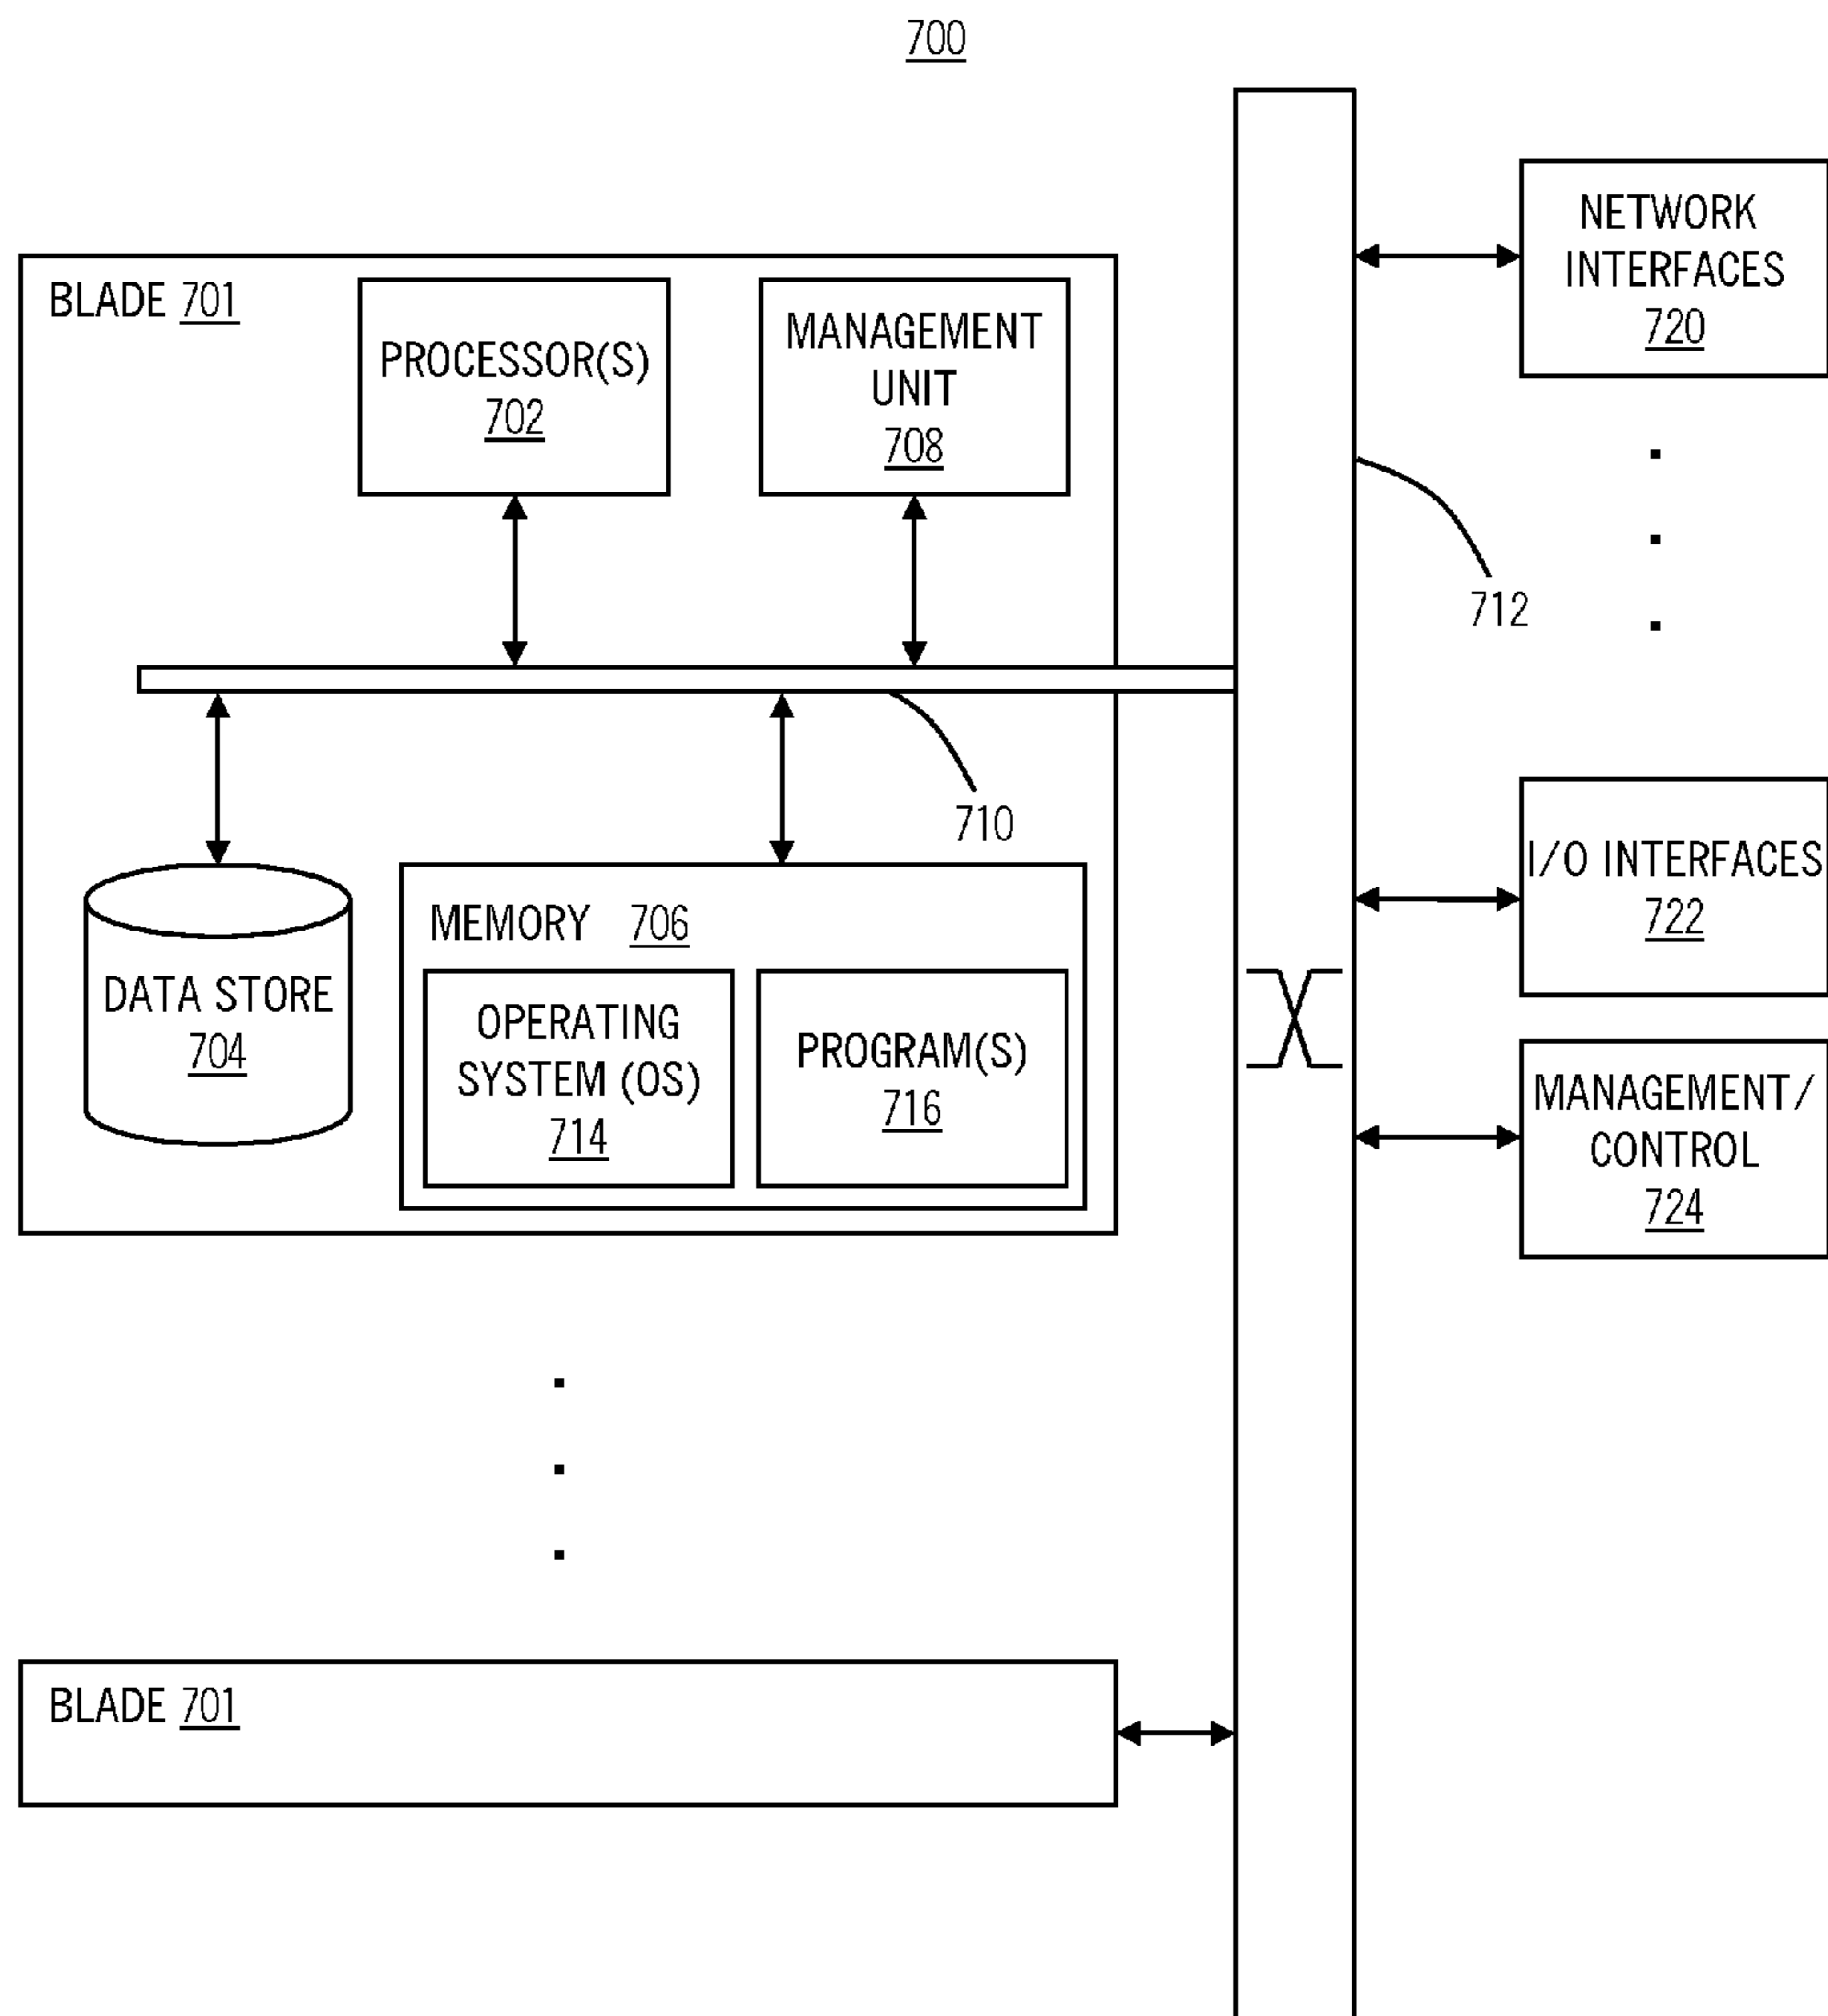 700
BLADE 701
PROCESSOR(S)
702
MANAGEMENT
UNIT
708
NETWORK
INTERFACES
720
712
710
DATA STORE
704
MEMORY 706
OPERATING
SYSTEM (OS)
714
PROGRAM(S)
716
I/O INTERFACES
722
MANAGEMENT/
CONTROL
724
BLADE 701